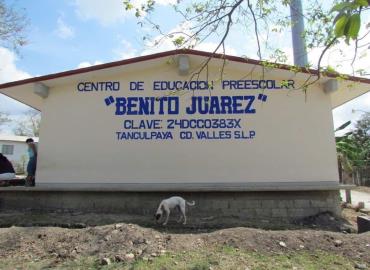 CENTRO DE EDUCACION PREESCOLAR
"BENITO JUAREZ"
CLAVE: 24DCC0383X
TANCULPAYA CD. VALLES S.L.P.